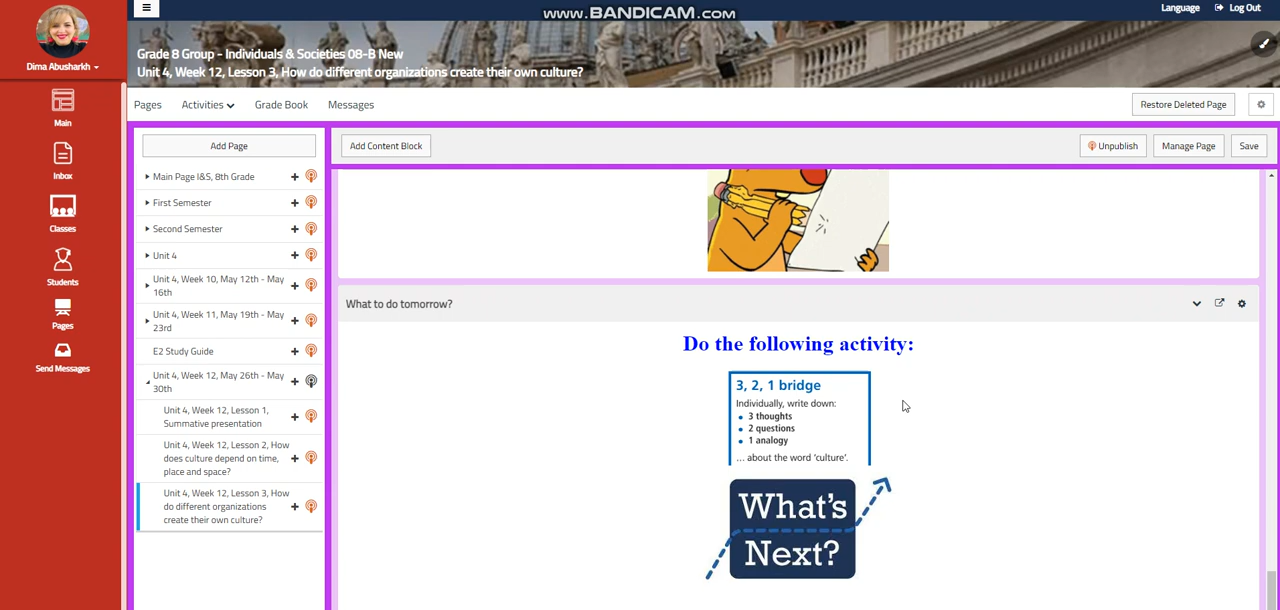 www.BANDICAM.com
Language
Log Out
Dima Abusharkh
Main
Inbox
Classes
Students
Pages
Send Messages
Grade 8 Group - Individuals & Societies 08-B New
Unit 4, Week 12, Lesson 3, How do different organizations create their own culture?
Pages
Activities
Grade Book
Messages
Restore Deleted Page
Add Page
Main Page I&S, 8th Grade
First Semester
Second Semester
Unit 4
Unit 4, Week 10, May 12th - May
16th
Unit 4, Week 11, May 19th - May
23rd
E2 Study Guide
Unit 4, Week 12, May 26th - May
30th
Unit 4, Week 12, Lesson 1,
Summative presentation
Unit 4, Week 12, Lesson 2, How
does culture depend on time,
place and space?
Unit 4, Week 12, Lesson 3, How
do different organizations
create their own culture?
Add Content Block
Unpublish
Manage Page
Save
What to do tomorrow?
Do the following activity:
3, 2, 1 bridge
Individually, write down:
• 3 thoughts
• 2 questions
• 1 analogy
... about the word 'culture'.
What's
Next?